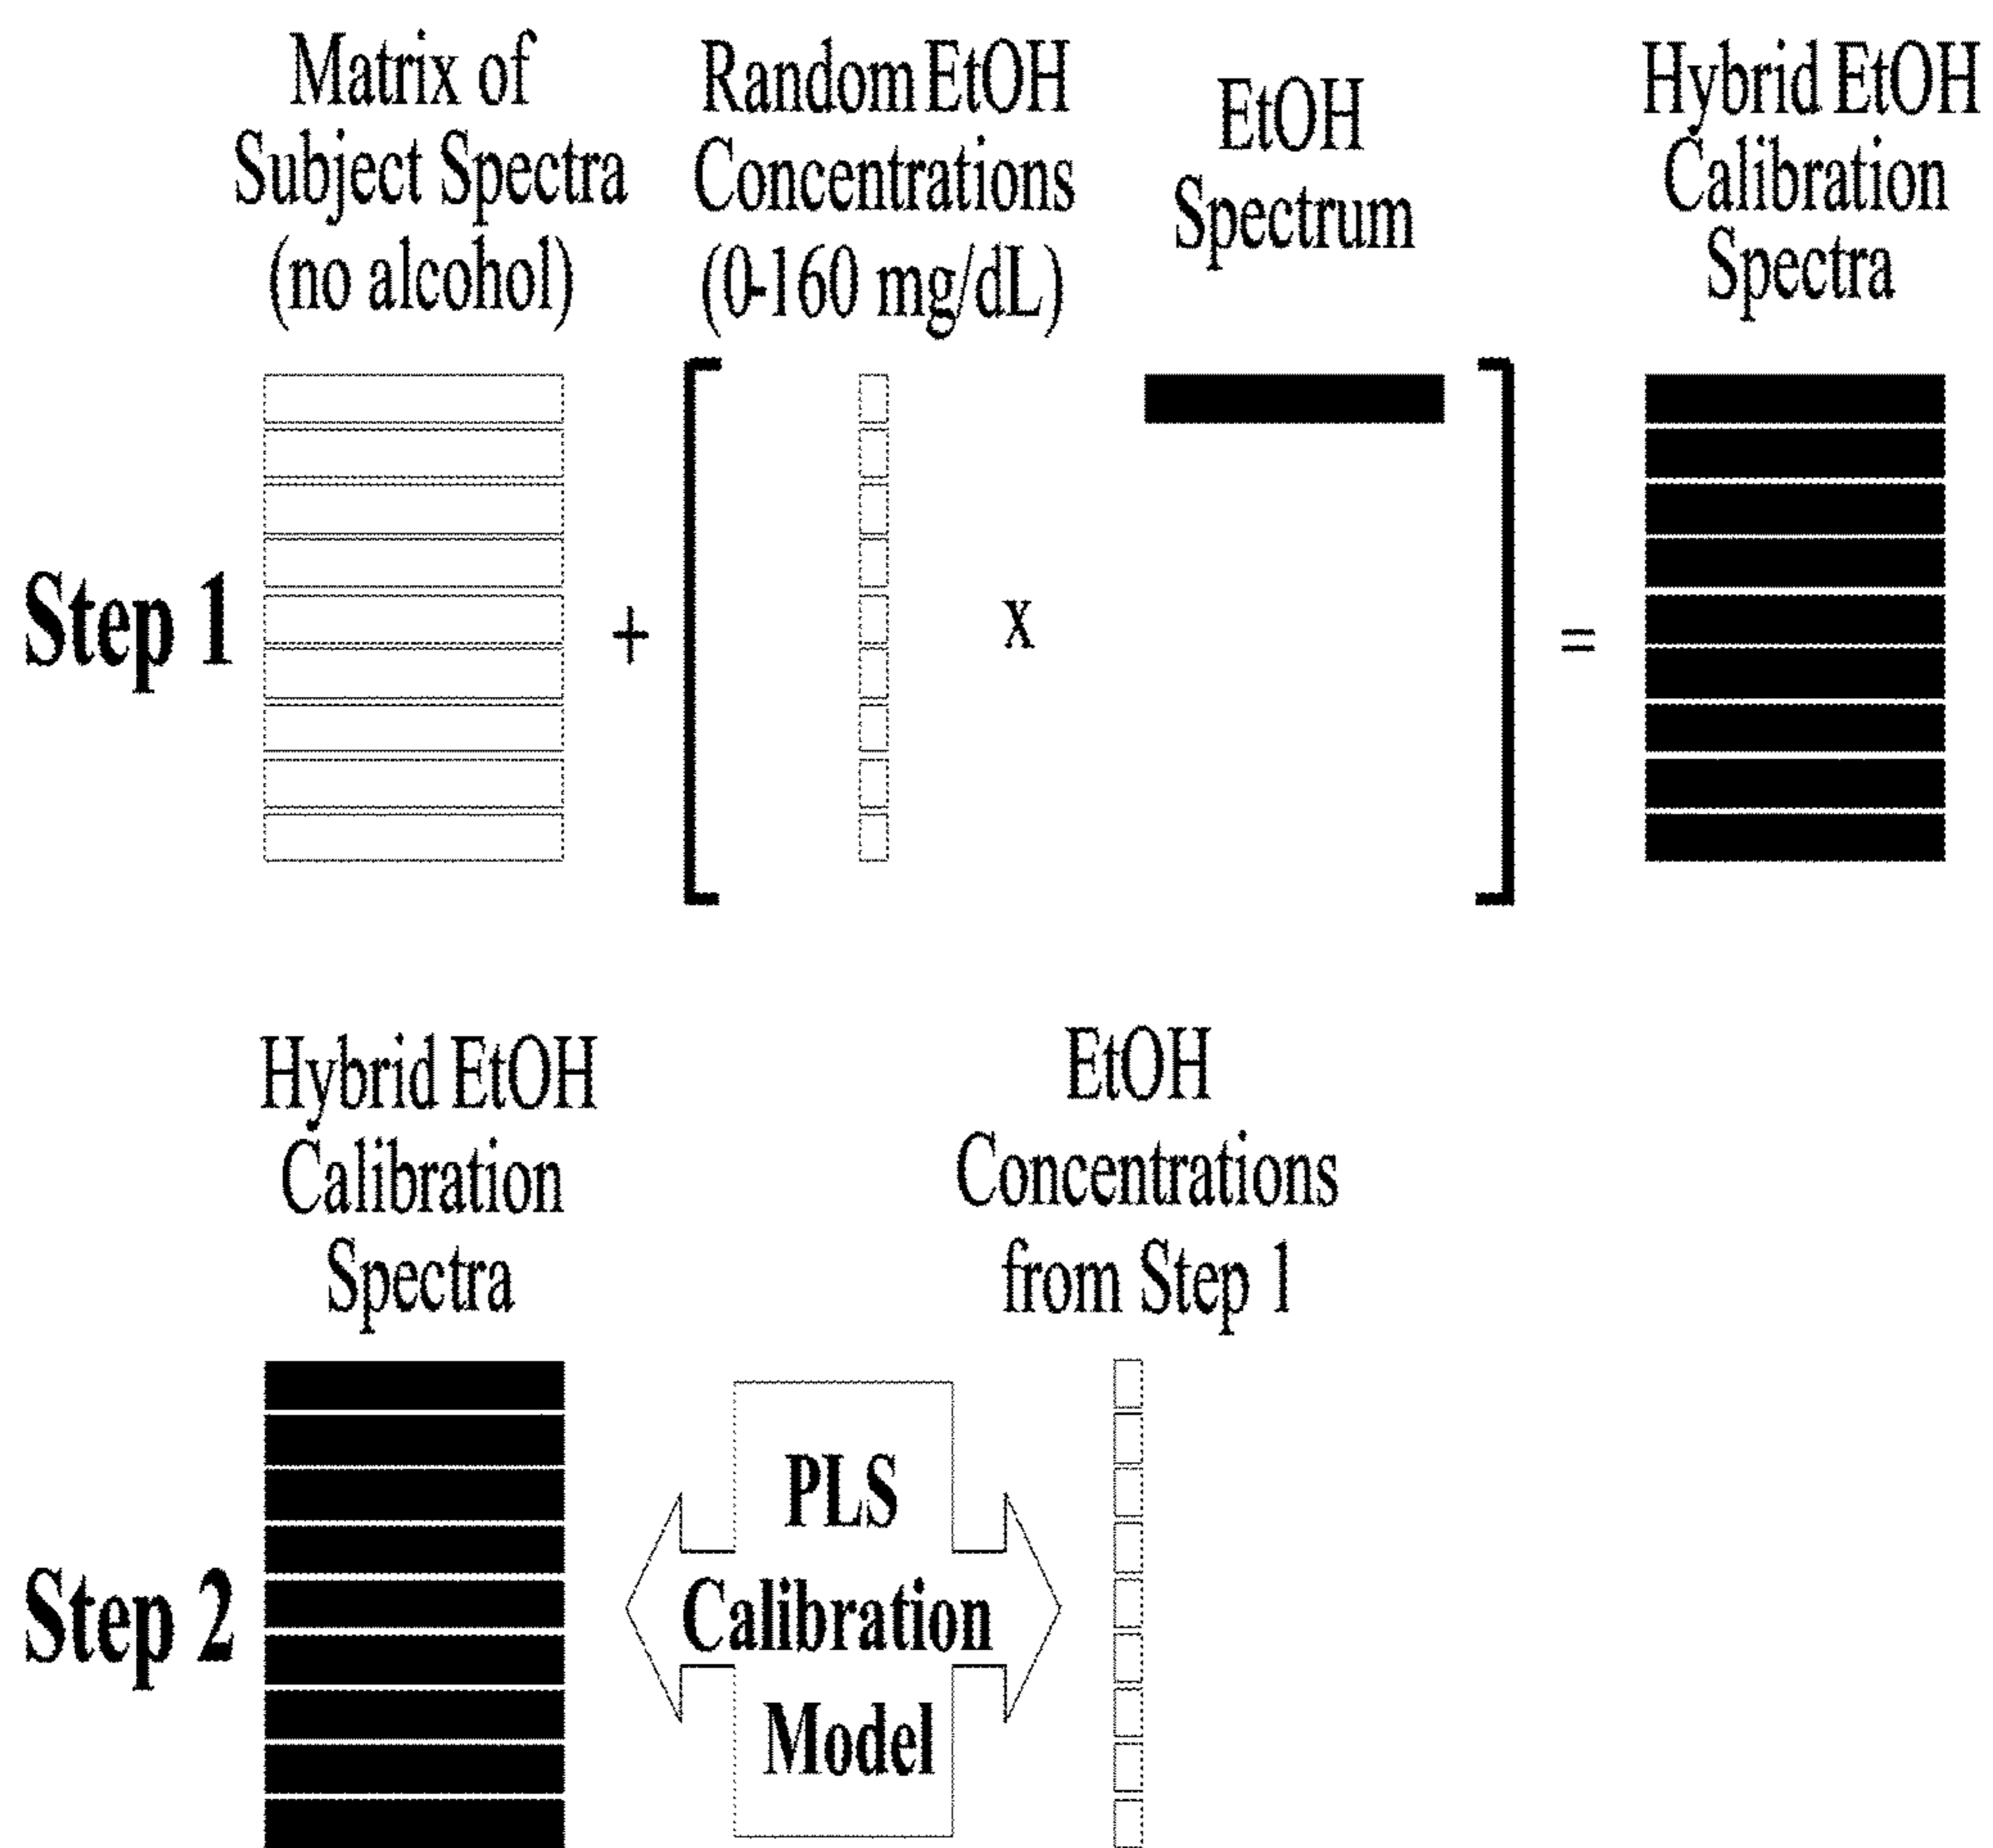 Matrix of
Subject Spectra
(no alcohol)
Random EtOH
Concentrations
(0-160 mg/dL)
EtOH
Spectrum
Hybrid EtOH
Calibration
Spectra
Step 1
+
x
=
Hybrid EtOH
Calibration
Spectra
EtOH
Concentrations
from Step 1
Step 2
PLS
Calibration
Model